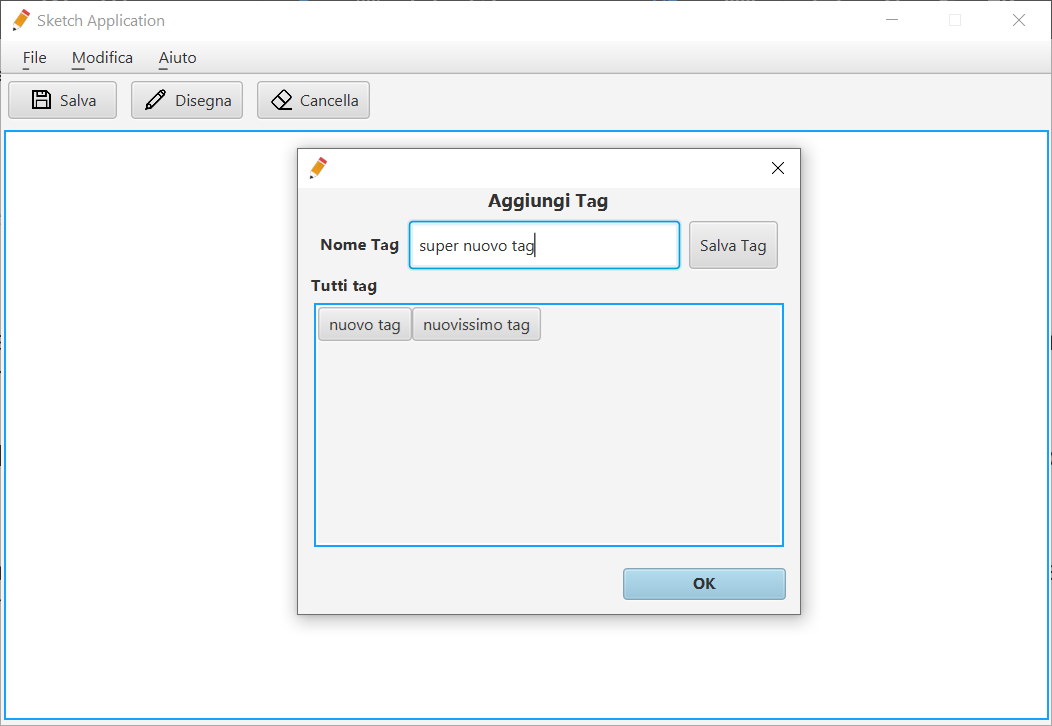 Sketch Application
File Modifica Aiuto
Salva Disegna Cancella
Aggiungi Tag
Nome Tag super nuovo tag Salva Tag
Tutti tag
nuovo tag nuovissimo tag
OK